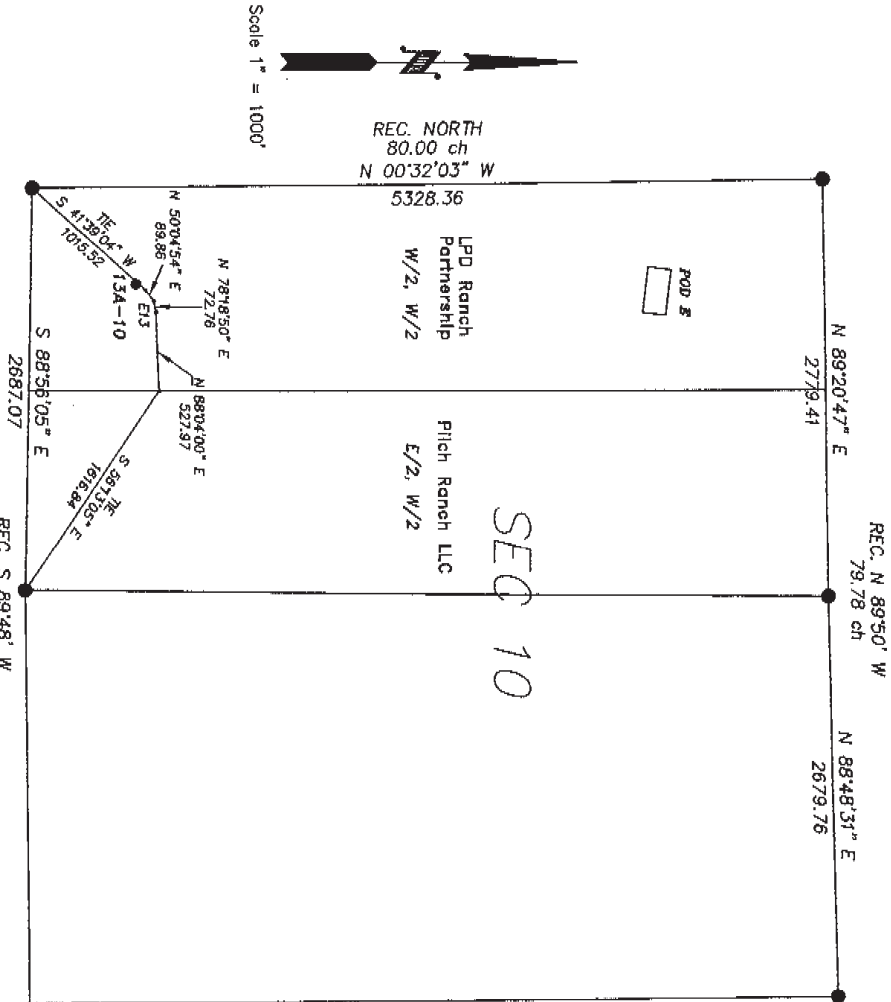 Scale 1" = 1000'
REC. NORTH
80.00 ch
N 00°32'03" W
5328.36
N 89°20'47" E
2779.41
REC. N 89°50' W
79.78 ch
N 88°48'31" E
2679.76
POD E
LPD Ranch
Partnership
W/2, W/2
Pilch Ranch LLC
E/2, W/2
SEC 10
TIE
S 41°39'04" W
1016.52
N 50°04'54" E
89.86
N 78°18'50" E
72.76
N 88°04'00" E
527.97
13A-10
E13
TIE
S 56°13'05" E
1616.84
S 88°56'05" E
2687.07
REC. S 89°48' W